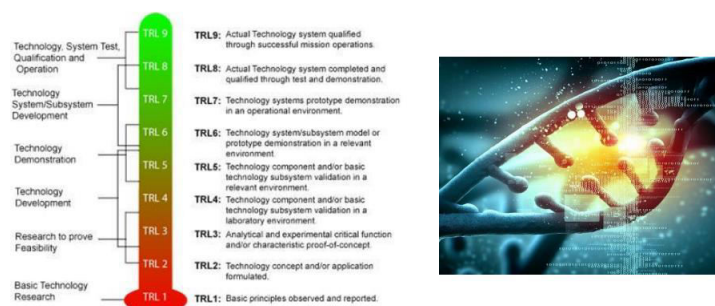 Technology, System Test,
Qualification and
Operation
Technology
System/Subsystem
Development
Technology
Demonstration
Technology
Development
Research to prove
Feasibility
Basic Technology
Research
TRL 9
TRL 8
TRL 7
TRL 6
TRL 5
TRL 4
TRL 3
TRL 2
TRL 1
TRL9: Actual Technology system qualified
through successful mission operations.
TRL8: Actual Technology system completed and
qualified through test and demonstration.
TRL7: Technology systems prototype demonstration
in an operational environment.
TRL6: Technology system/subsystem model or
prototype demionstration in a relevant
environment.
TRL5: Technology component and/or basic
technology subsystem validation in a
relevant environment.
TRL4: Technology component and/or basic
technology subsystem validation in a
laboratory environment.
TRL3: Analytical and experimental critical function
and/or characteristic proof-of-concept
TRL2: Technology concept and/or application
formulated.
TRL1: Basic principles observed and reported.